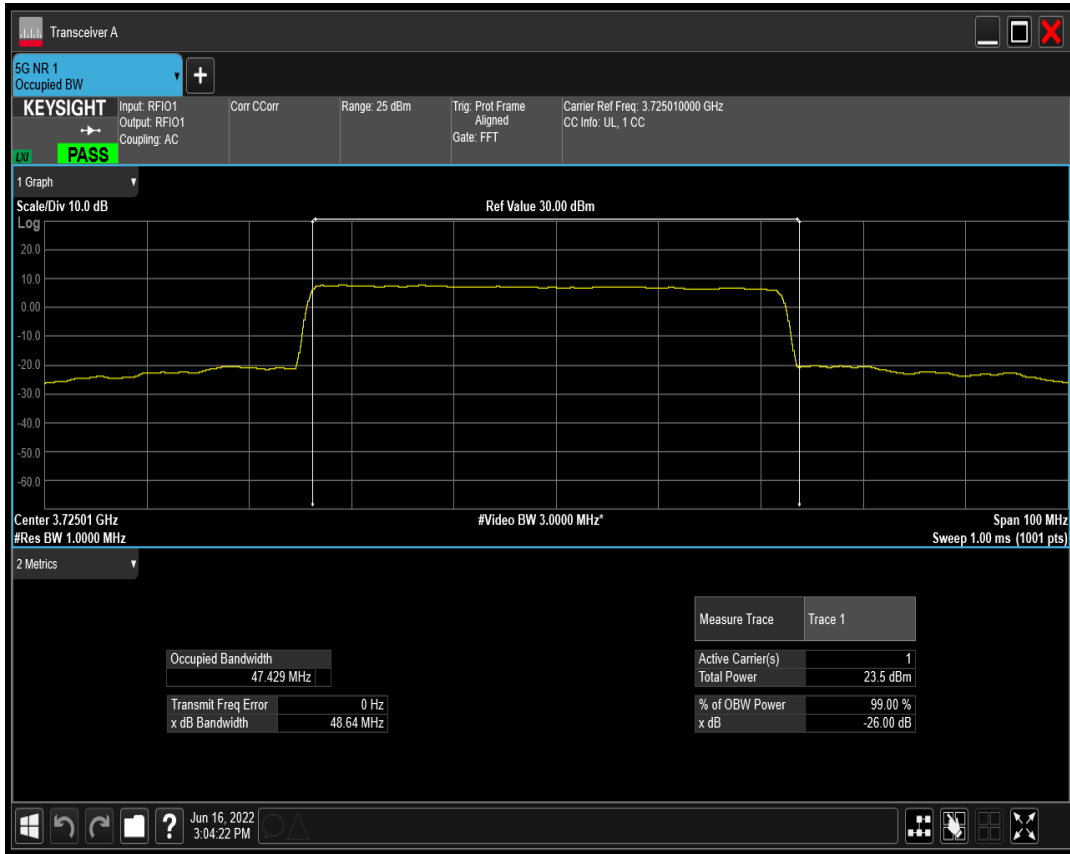 Transceiver A
5G NR 1
Occupied BW
+
KEYSIGHT
LXI
PASS
Input: RFIO1
Output: RFIO1
Coupling: AC
Corr CCorr
Range: 25 dBm
Trig: Prot Frame
Aligned
Gate: FFT
Carrier Ref Freq: 3.725010000 GHz
CC Info: UL, 1 CC
1 Graph
Scale/Div 10.0 dB
Ref Value 30.00 dBm
Log
20.0
10.0
0.00
-10.0
-20.0
-30.0
-40.0
-50.0
-60.0
Center 3.72501 GHz
#Video BW 3.0000 MHz*
Span 100 MHz
#Res BW 1.0000 MHz
Sweep 1.00 ms (1001 pts)
2 Metrics
Measure Trace Trace 1
Occupied Bandwidth
47.429 MHz
Active Carrier(s) 1
Total Power 23.5 dBm
Transmit Freq Error 0 Hz
x dB Bandwidth 48.64 MHz
% of OBW Power 99.00 %
x dB -26.00 dB
?
Jun 16, 2022
3:04:22 PM